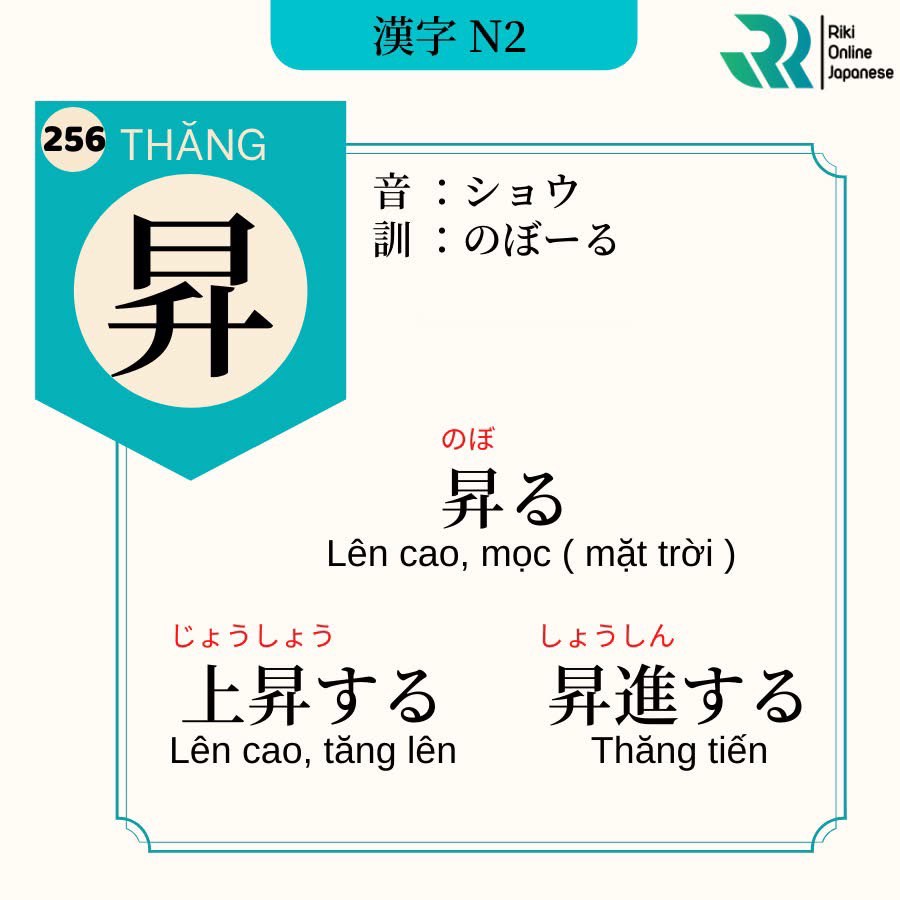 漢字 N2
Riki
Online
Japanese
256 THĂNG
昇
音 ：ショウ
訓 ：のぼーる
のぼ
昇る
Lên cao, mọc ( mặt trời )
じょうしょう
上昇する
Lên cao, tăng lên
しょうしん
昇進する
Thăng tiến